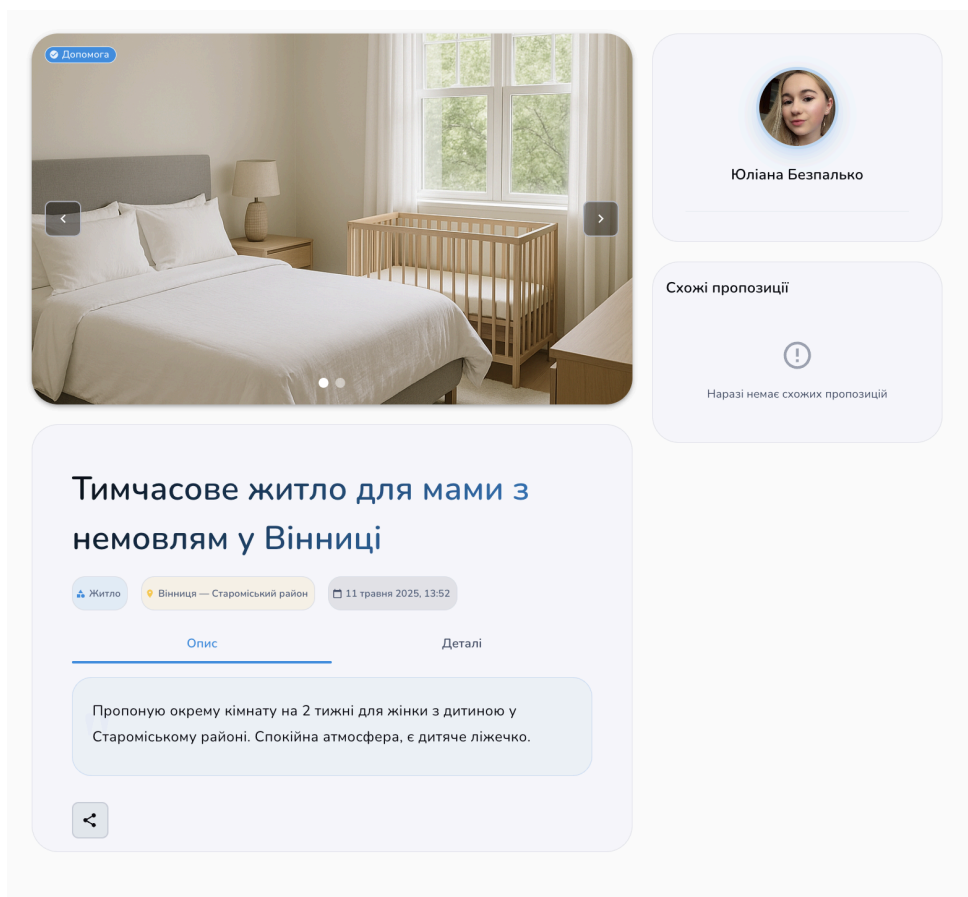 Допомога
Юліана Безпалько
Схожі пропозиції
Наразі немає схожих пропозицій
Тимчасове житло для мами з
немовлям у Вінниці
Житло
Вінниця — Староміський район
11 травня 2025, 13:52
Опис
Деталі
Пропоную окрему кімнату на 2 тижні для жінки з дитиною у
Староміському районі. Спокійна атмосфера, є дитяче ліжечко.